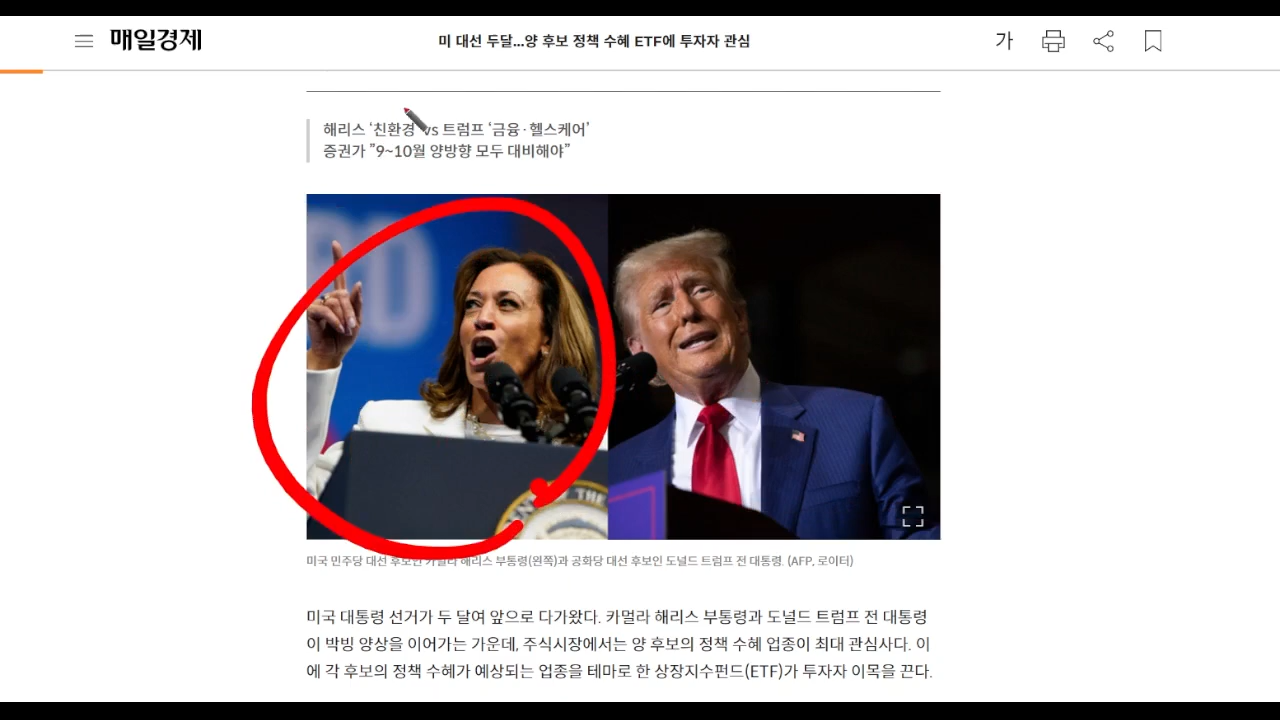 매일경제
미 대선 두달...양 후보 정책 수혜 ETF에 투자자 관심
가
해리스 ‘친환경’ vs 트럼프 ‘금융·헬스케어’
증권가 ”9~10월 양방향 모두 대비해야”
THE
미국 민주당 대선 후보인 카멀라 해리스 부통령(왼쪽)과 공화당 대선 후보인 도널드 트럼프 전 대통령. (AFP, 로이터)
미국 대통령 선거가 두 달여 앞으로 다가왔다. 카멀라 해리스 부통령과 도널드 트럼프 전 대통령
이 박빙 양상을 이어가는 가운데, 주식시장에서는 양 후보의 정책 수혜 업종이 최대 관심사다. 이
에 각 후보의 정책 수혜가 예상되는 업종을 테마로 한 상장지수펀드(ETF)가 투자자 이목을 끈다.